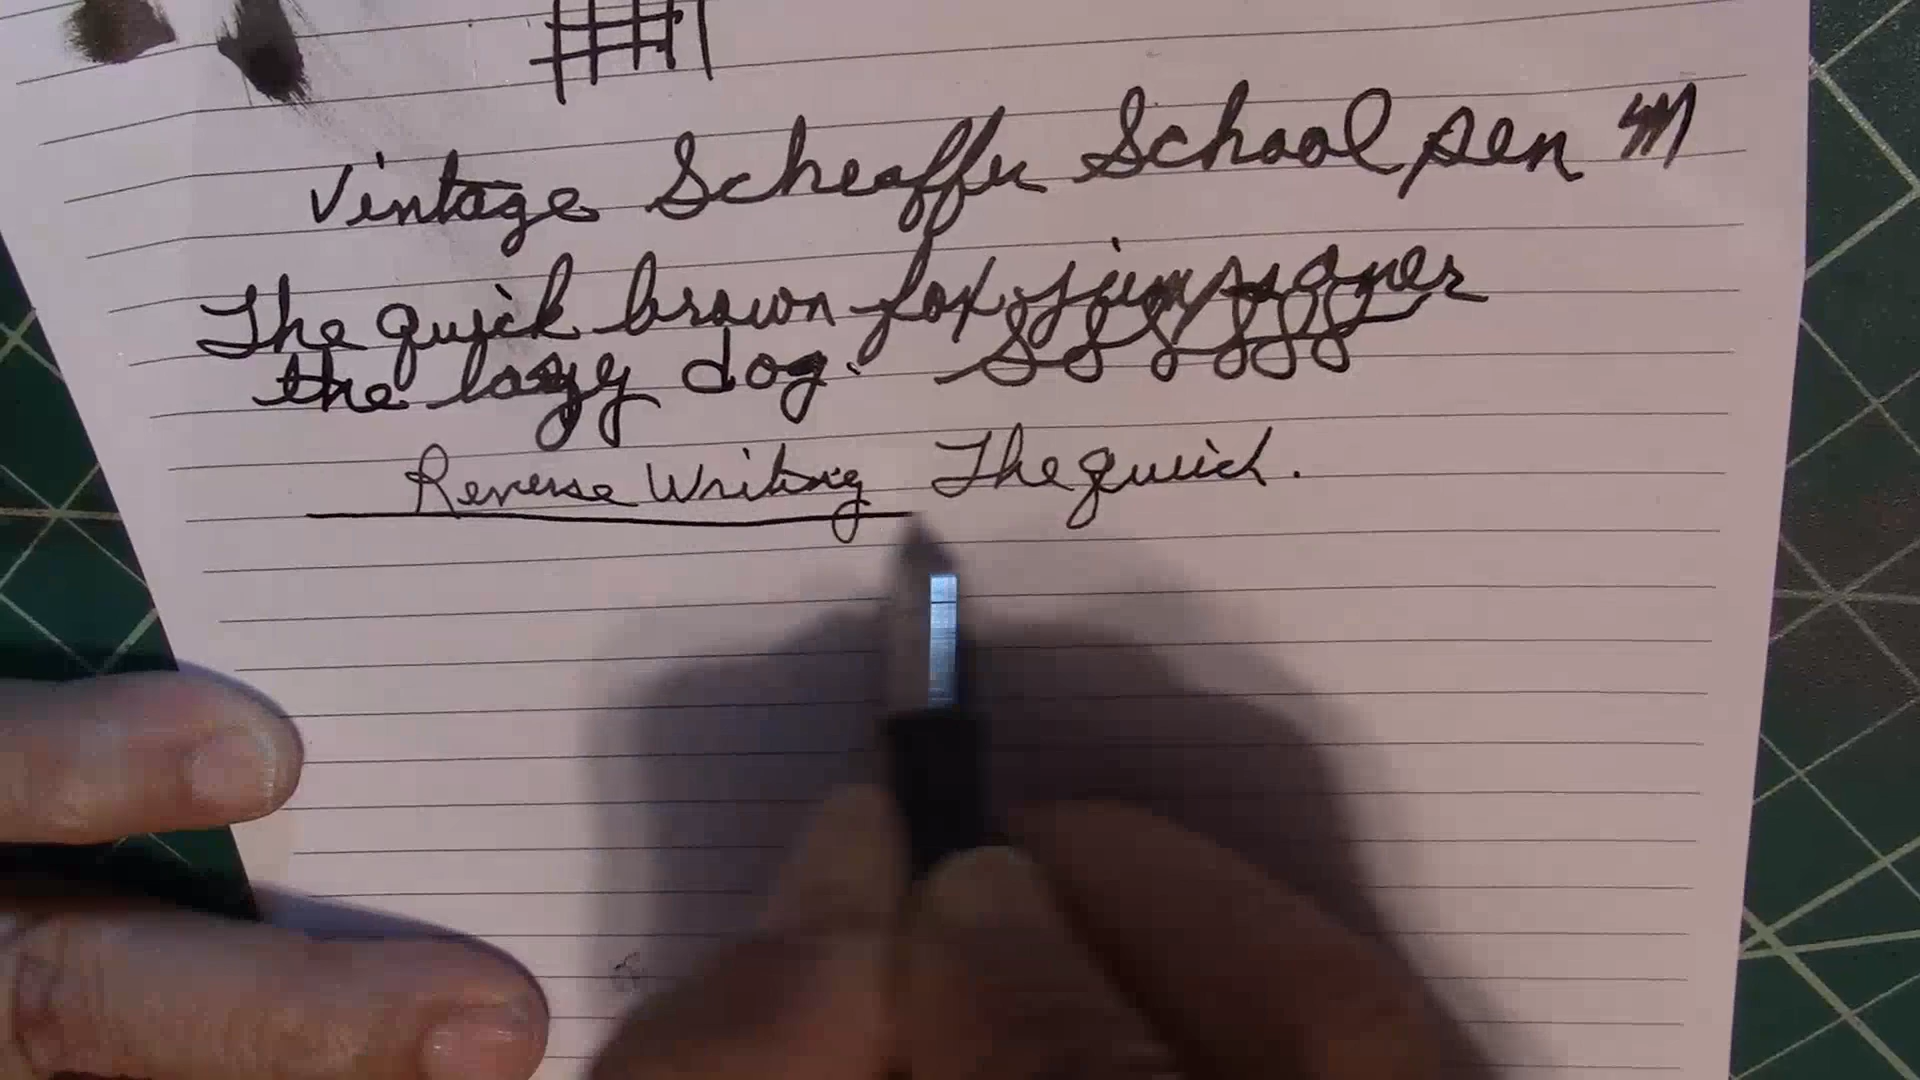 Vintage Scheaffer School pen M
The quick brown fox jumps over
the lazy dog.
Reverse Writing The quick.